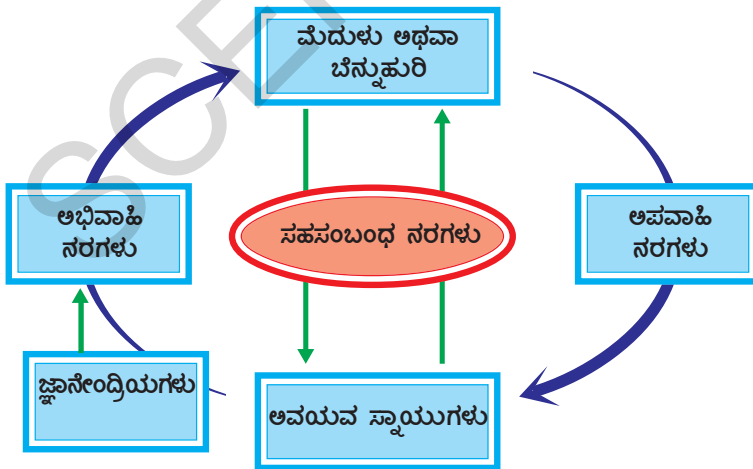 ಮೆದುಳು ಅಥವಾ
ಬೆನ್ನುಹುರಿ
ಅಭಿವಾಹಿ
ನರಗಳು
ಸಹಸಂಬಂಧ ನರಗಳು
ಅಪವಾಹಿ
ನರಗಳು
ಜ್ಞಾನೇಂದ್ರಿಯಗಳು
ಅವಯವ ಸ್ನಾಯುಗಳು